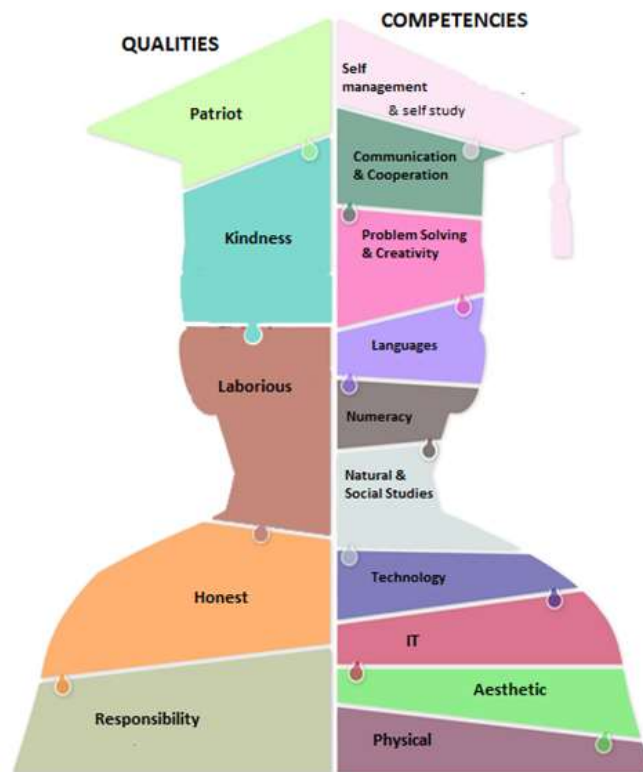 QUALITIES
Patriot
Kindness
Laborious
Honest
Responsibility
COMPETENCIES
Self
management
& self study
Communication
& Cooperation
Problem Solving
& Creativity
Languages
Numeracy
Natural &
Social Studies
Technology
IT
Aesthetic
Physical